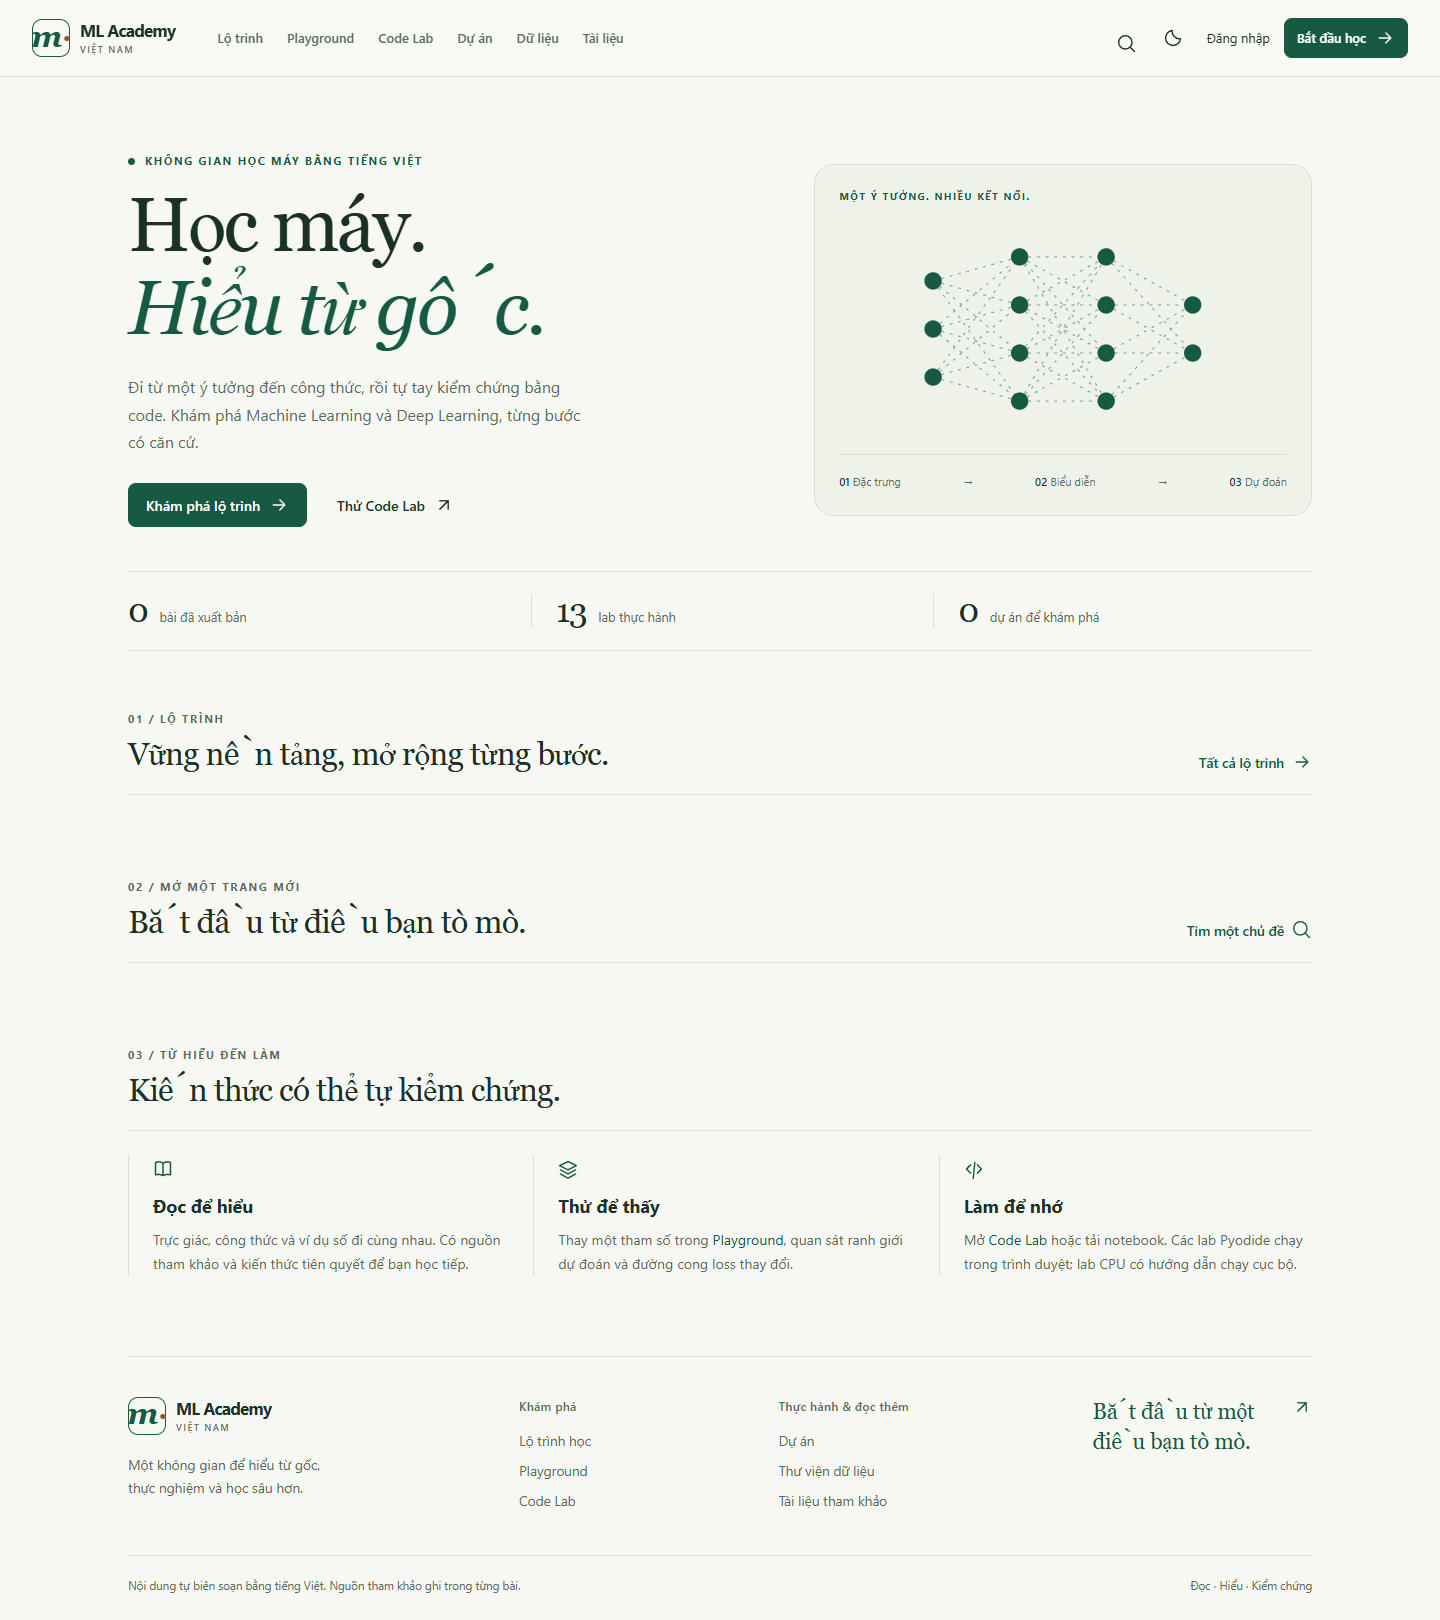 m.
ML Academy
VIỆT NAM
Lộ trình
Playground
Code Lab
Dự án
Dữ liệu
Tài liệu
Đăng nhập
Bắt đầu học →
KHÔNG GIAN HỌC MÁY BẰNG TIẾNG VIỆT
Học máy.
Hiểu từ gốc.
Đi từ một ý tưởng đến công thức, rồi tự tay kiểm chứng bằng
code. Khám phá Machine Learning và Deep Learning, từng bước
có căn cứ.
Khám phá lộ trình →
Thử Code Lab ↗
MỘT Ý TƯỞNG. NHIỀU KẾT NỐI.
01 Đặc trưng → 02 Biểu diễn → 03 Dự đoán
0 bài đã xuất bản
13 lab thực hành
0 dự án để khám phá
01 / LỘ TRÌNH
Vững nền tảng, mở rộng từng bước.
Tất cả lộ trình →
02 / MỞ MỘT TRANG MỚI
Bắt đầu từ điều bạn tò mò.
Tìm một chủ đề
03 / TỪ HIỂU ĐẾN LÀM
Kiến thức có thể tự kiểm chứng.
Đọc để hiểu
Trực giác, công thức và ví dụ số đi cùng nhau. Có nguồn
tham khảo và kiến thức tiên quyết để bạn học tiếp.
Thử để thấy
Thay một tham số trong Playground, quan sát ranh giới
dự đoán và đường cong loss thay đổi.
Làm để nhớ
Mở Code Lab hoặc tải notebook. Các lab Pyodide chạy
trong trình duyệt; lab CPU có hướng dẫn chạy cục bộ.
m.
ML Academy
VIỆT NAM
Một không gian để hiểu từ gốc,
thực nghiệm và học sâu hơn.
Khám phá
Lộ trình học
Playground
Code Lab
Thực hành & đọc thêm
Dự án
Thư viện dữ liệu
Tài liệu tham khảo
Bắt đầu từ một
điều bạn tò mò.
↗
Nội dung tự biên soạn bằng tiếng Việt. Nguồn tham khảo ghi trong từng bài.
Đọc · Hiểu · Kiểm chứng